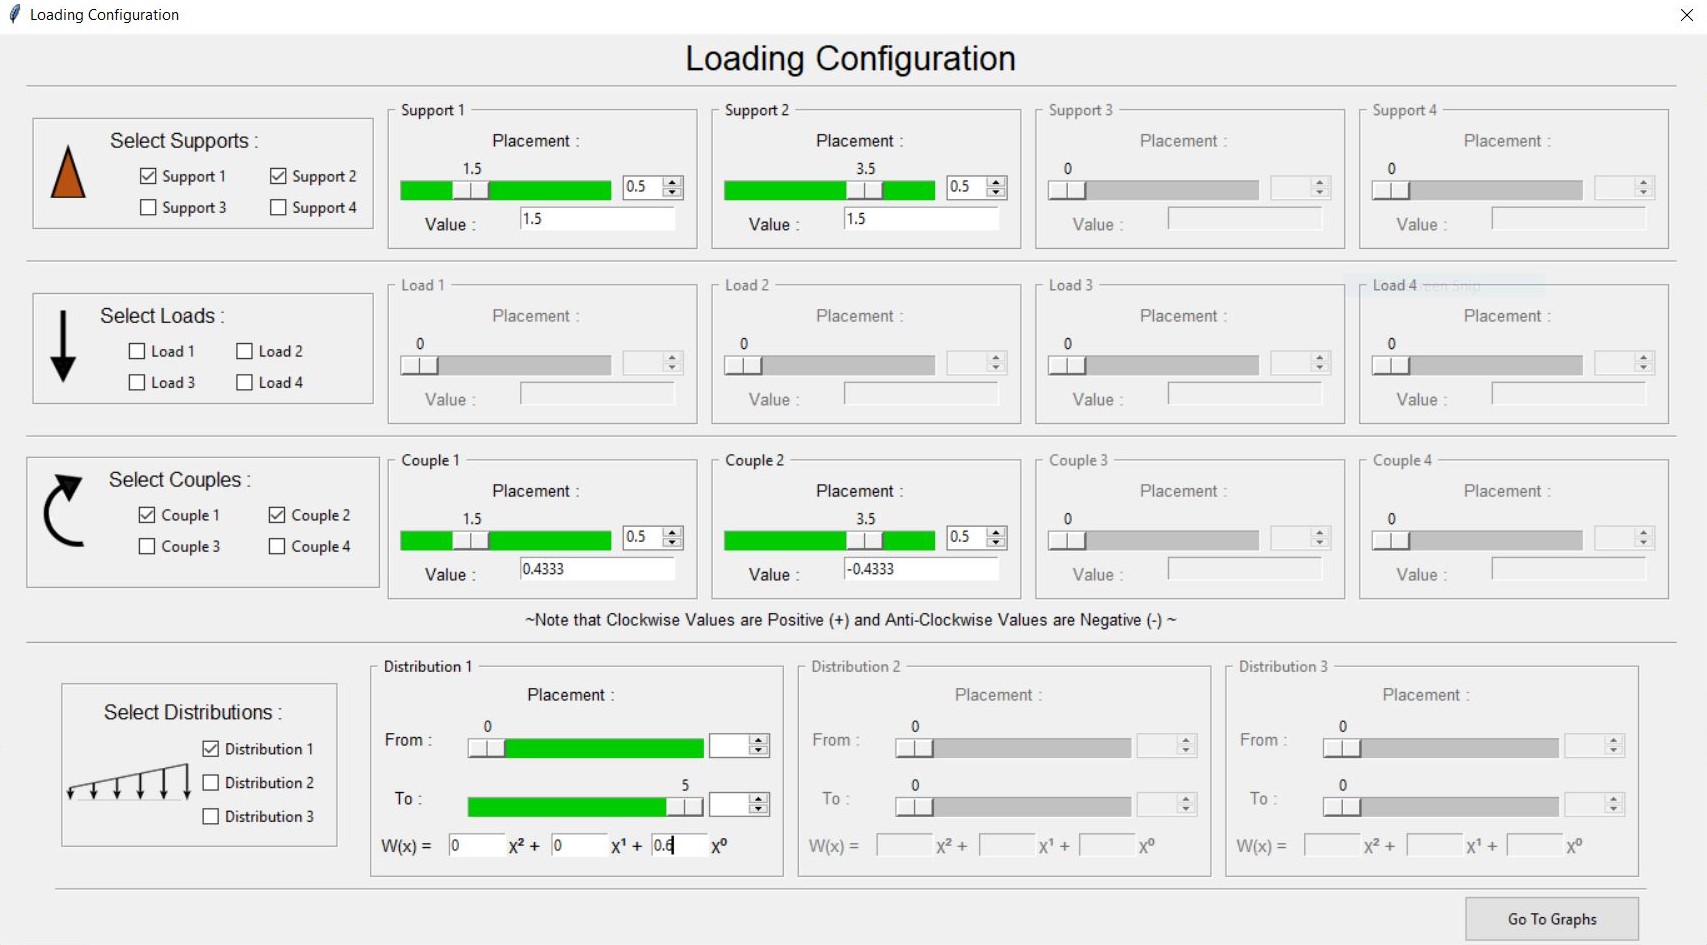 Loading Configuration
Loading Configuration
Select Supports :
Support 1 Support 2
Support 3 Support 4
Support 1
Placement :
1.5
0.5
Value : 1.5
Support 2
Placement :
3.5
0.5
Value : 1.5
Support 3
Placement :
0
Value :
Support 4
Placement :
0
Value :
Select Loads :
Load 1 Load 2
Load 3 Load 4
Load 1
Placement :
0
Value :
Load 2
Placement :
0
Value :
Load 3
Placement :
0
Value :
Load 4
Placement :
0
Value :
Select Couples :
Couple 1 Couple 2
Couple 3 Couple 4
Couple 1
Placement :
1.5
0.5
Value : 0.4333
Couple 2
Placement :
3.5
0.5
Value : -0.4333
Couple 3
Placement :
0
Value :
Couple 4
Placement :
0
Value :
~Note that Clockwise Values are Positive (+) and Anti-Clockwise Values are Negative (-) ~
Select Distributions :
Distribution 1
Distribution 2
Distribution 3
Distribution 1
Placement :
0
From :
5
To :
W(x) = 0 x² + 0 x¹ + 0.6 x⁰
Distribution 2
Placement :
0
From :
0
To :
W(x) = x² + x¹ + x⁰
Distribution 3
Placement :
0
From :
0
To :
W(x) = x² + x¹ + x⁰
Go To Graphs